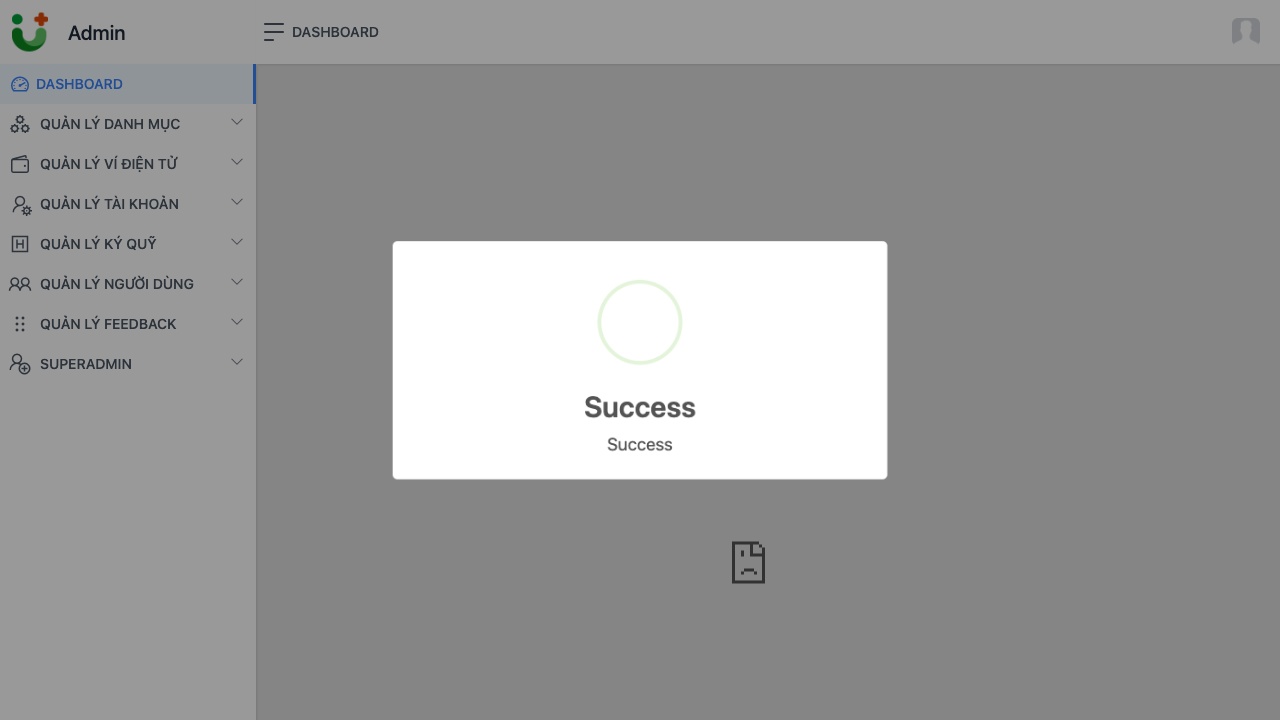 Admin
DASHBOARD
DASHBOARD
QUẢN LÝ DANH MỤC
QUẢN LÝ VÍ ĐIỆN TỬ
QUẢN LÝ TÀI KHOẢN
QUẢN LÝ KÝ QUỸ
QUẢN LÝ NGƯỜI DÙNG
QUẢN LÝ FEEDBACK
SUPERADMIN
Success
Success